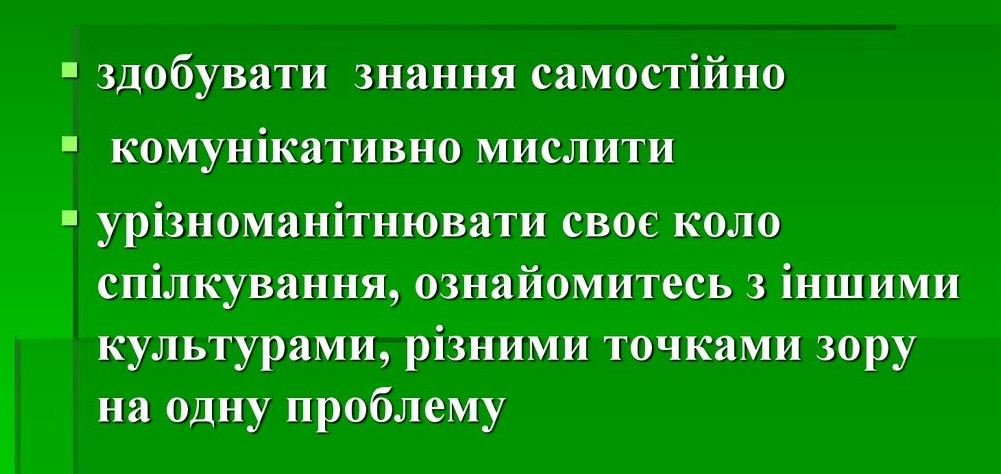 здобувати знання самостійно
комунікативно мислити
урізноманітнювати своє коло
спілкування, ознайомитесь з іншими
культурами, різними точками зору
на одну проблему